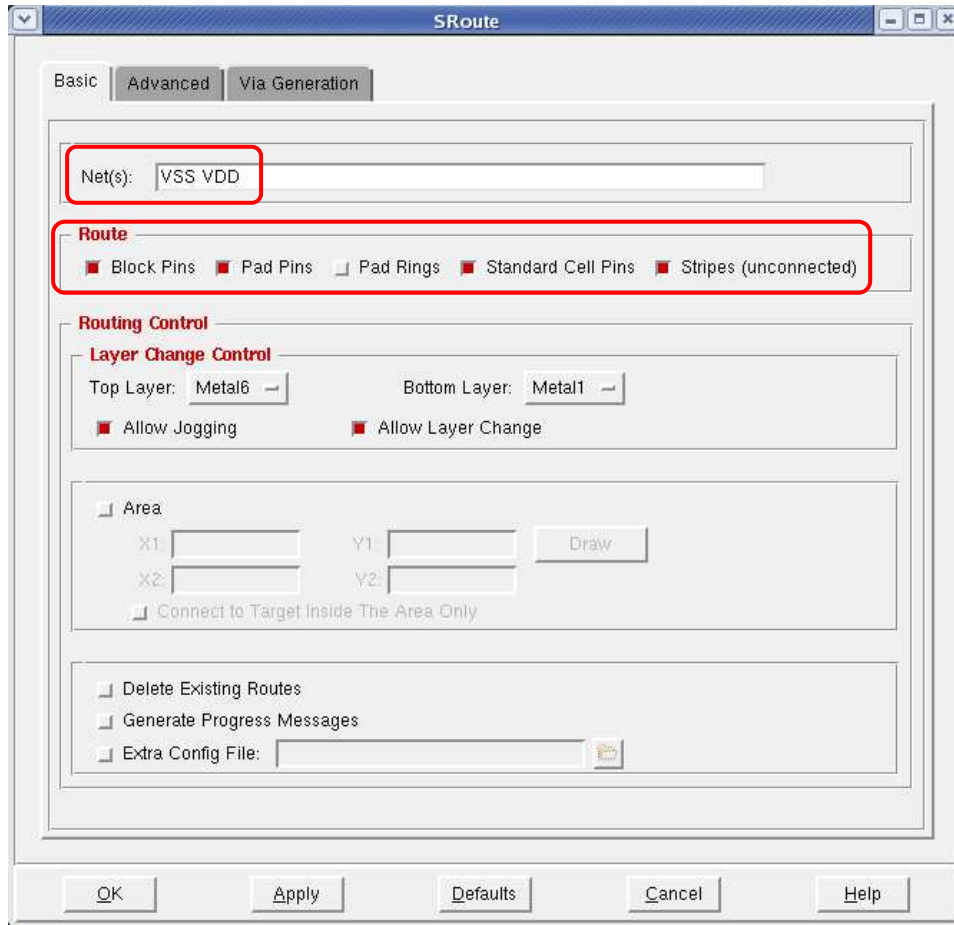 SRoute
Basic Advanced Via Generation
Net(s): VSS VDD
Route
Block Pins Pad Pins Pad Rings Standard Cell Pins Stripes (unconnected)
Routing Control
Layer Change Control
Top Layer: Metal6 Bottom Layer: Metal1
Allow Jogging Allow Layer Change
Area
X1: Y1: Draw
X2: Y2:
Connect to Target Inside The Area Only
Delete Existing Routes
Generate Progress Messages
Extra Config File:
OK Apply Defaults Cancel Help